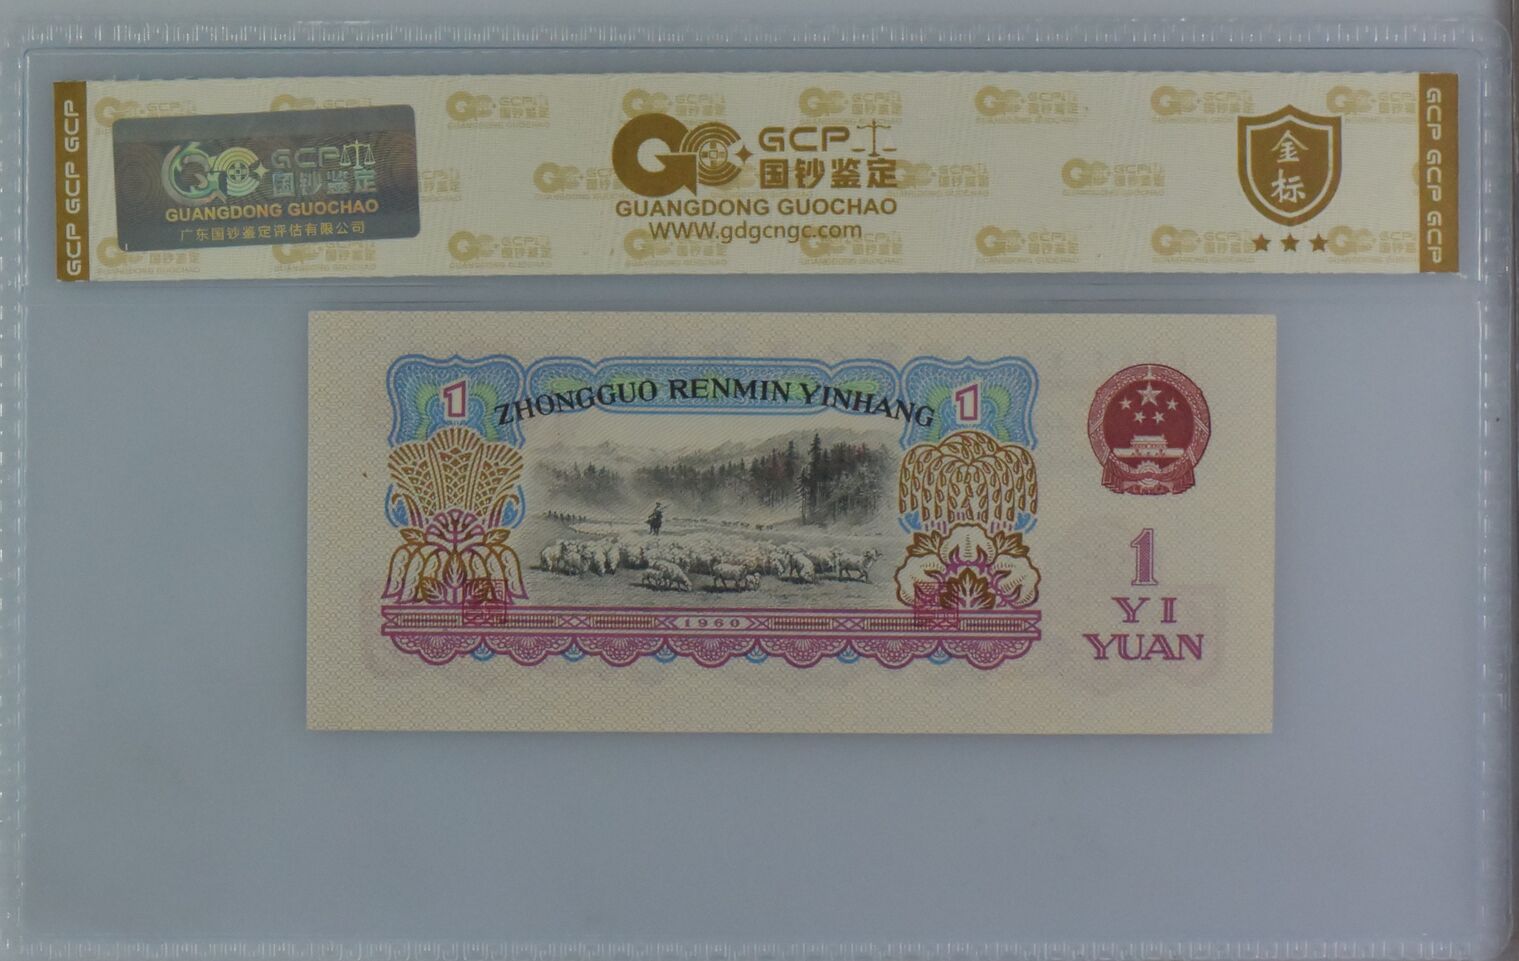 GCP GCP GCP
GCP
国钞鉴定
GUANGDONG GUOCHAO
广东国钞鉴定评估有限公司
GCP
国钞鉴定
GUANGDONG GUOCHAO
WWW.gdgcngc.com
金标
GCP GCP GCP
1
ZHONGGUO RENMIN YINHANG
1
1960
1
YI
YUAN